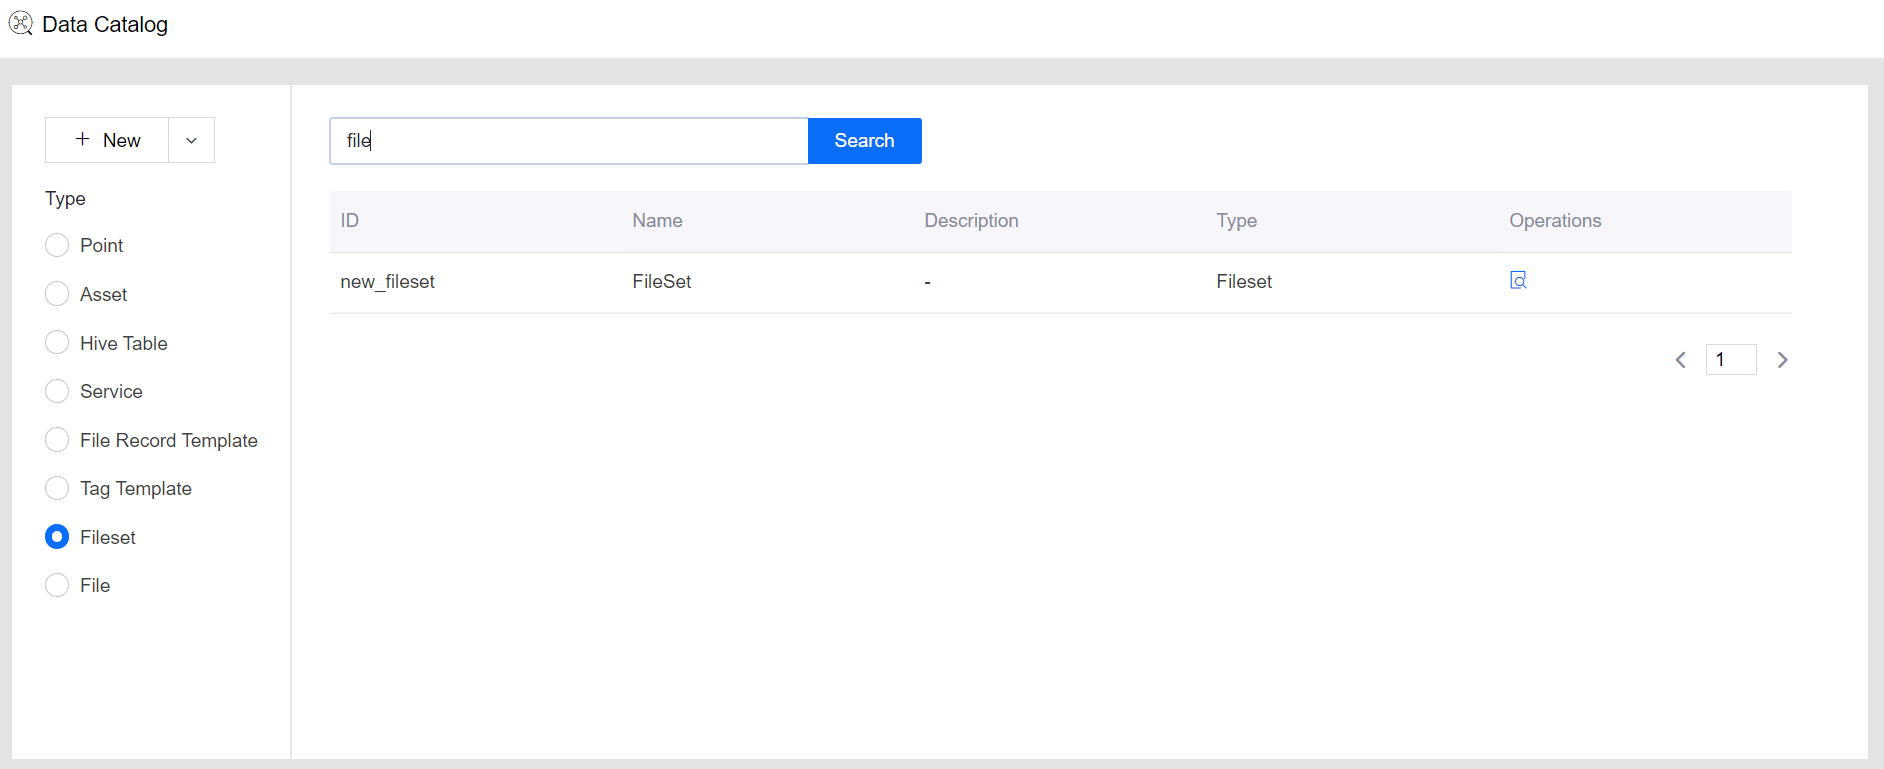 Data Catalog
New
Type
Point
Asset
Hive Table
Service
File Record Template
Tag Template
Fileset
File
file
Search
ID Name Description Type Operations
new_fileset FileSet - Fileset
1